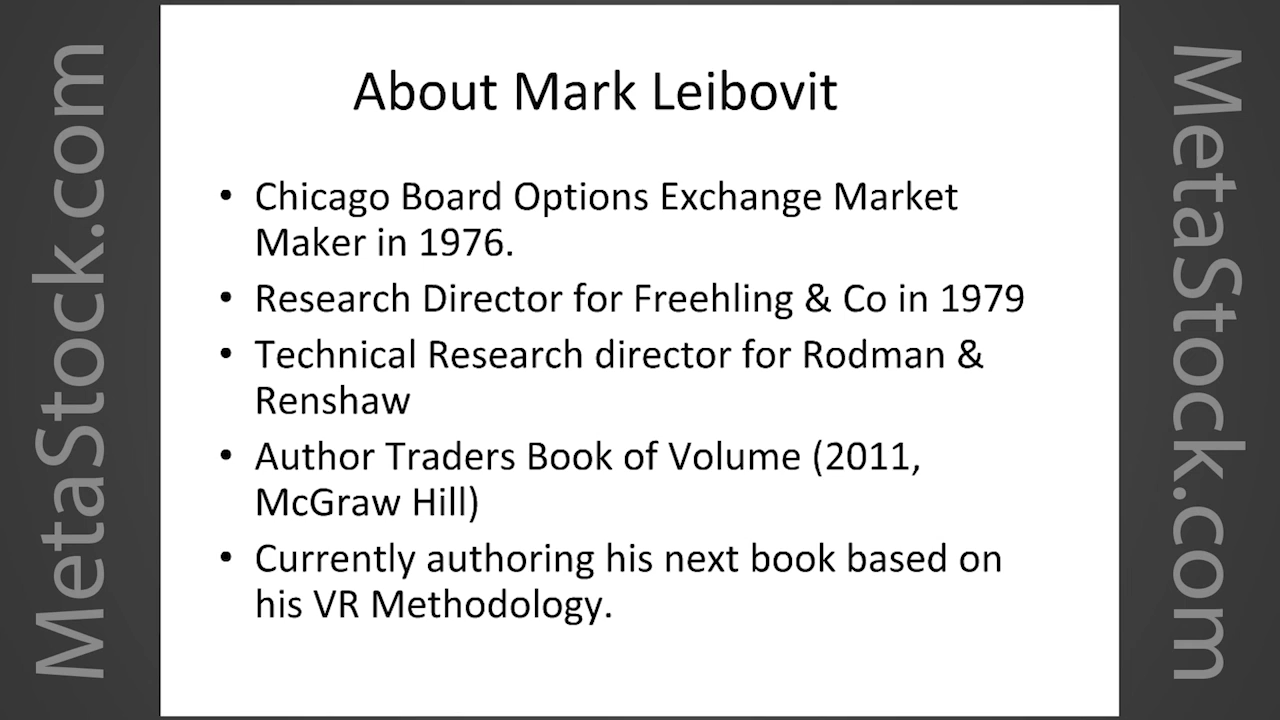 MetaStock.com
About Mark Leibovit
• Chicago Board Options Exchange Market
Maker in 1976.
• Research Director for Freehling & Co in 1979
• Technical Research director for Rodman &
Renshaw
• Author Traders Book of Volume (2011,
McGraw Hill)
• Currently authoring his next book based on
his VR Methodology.
MetaStock.com